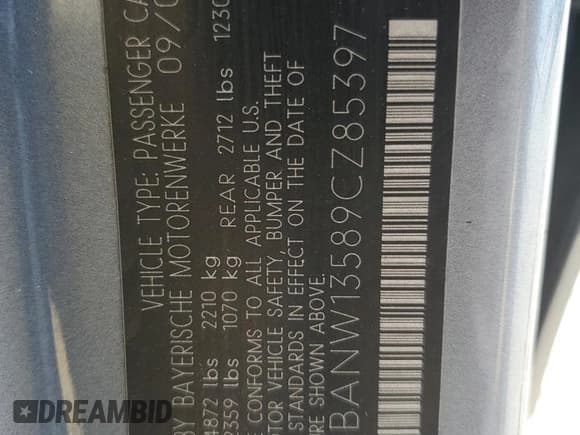 VEHICLE TYPE: PASSENGER CA
BY BAYERISCHE MOTORENWERKE 09/0
4872 lbs 2210 kg
2359 lbs 1070 kg REAR 2712 lbs 1230
E CONFORMS TO ALL APPLICABLE U.S.
OTOR VEHICLE SAFETY, BUMPER AND THEFT
STANDARDS IN EFFECT ON THE DATE OF
URE SHOWN ABOVE.
BANW13589CZ85397
DREAMBID